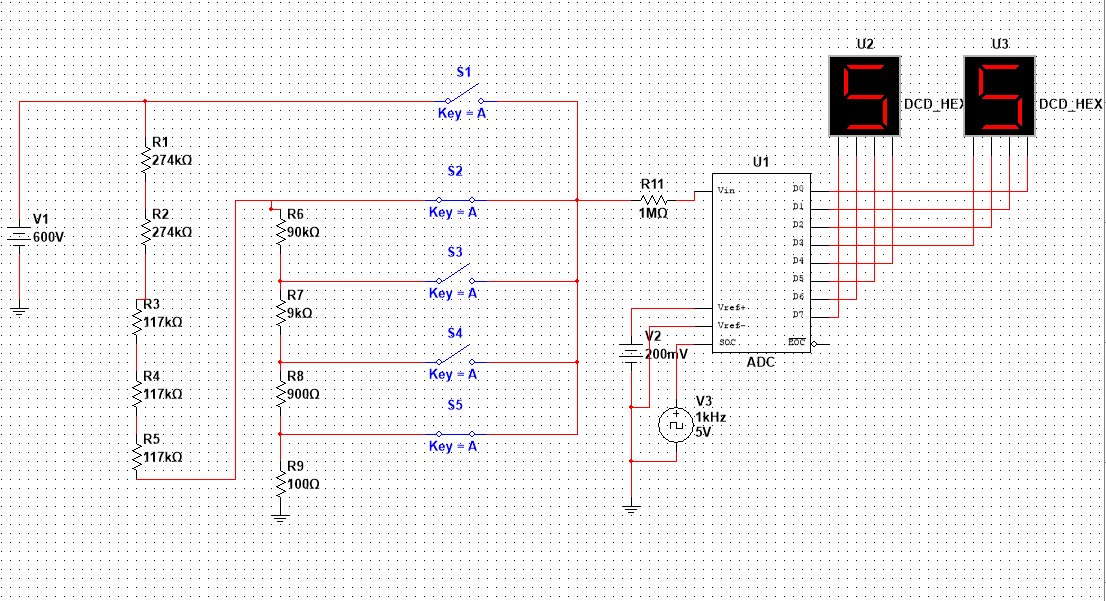 U2
U3
5
DCD_HEX
5
DCD_HEX
S1
Key = A
R1
274kΩ
S2
Key = A
U1
R11
1MΩ
Vin
D0
D1
D2
D3
D4
D5
D6
D7
Vref+
Vref-
SOC
EOC
ADC
V1
600V
R2
274kΩ
R6
90kΩ
S3
Key = A
R3
117kΩ
R7
9kΩ
S4
Key = A
V2
200mV
R4
117kΩ
R8
900Ω
S5
Key = A
V3
1kHz
5V
R5
117kΩ
R9
100Ω